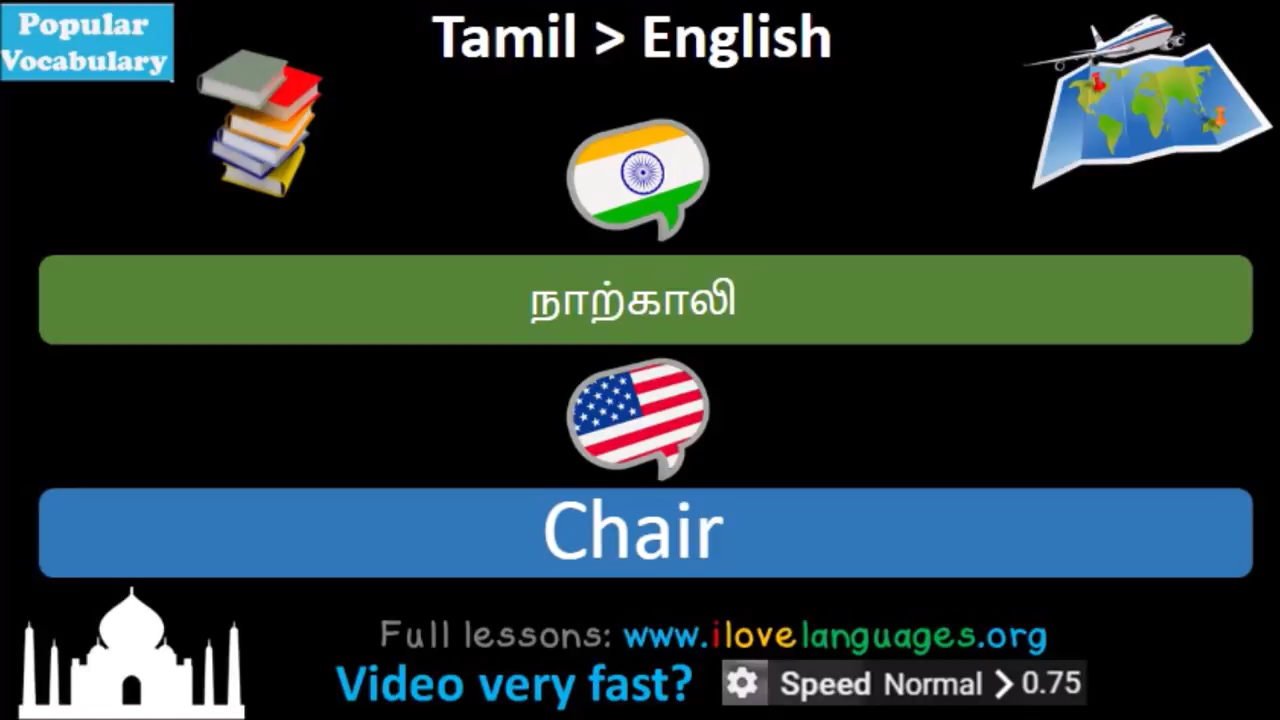 Popular
Vocabulary
Tamil > English
நாற்காலி
Chair
Full lessons: www.ilovelanguages.org
Video very fast? Speed Normal > 0.75